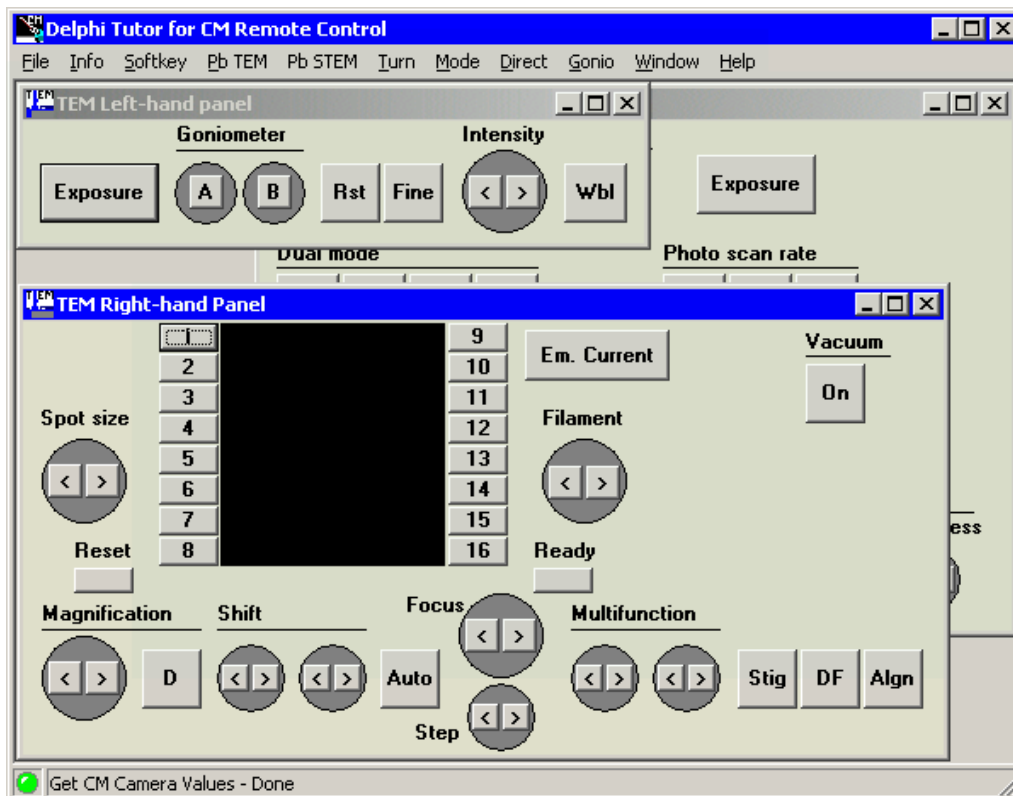 Delphi Tutor for CM Remote Control
File Info Softkey Pb TEM Pb STEM Turn Mode Direct Gonio Window Help
TEM Left-hand panel
Goniometer Intensity
Exposure A B Rst Fine < > Wbl
Exposure
Dual mode Photo scan rate
TEM Right-hand Panel
1 9 Em. Current Vacuum
2 10
3 11 On
Spot size 4 12 Filament
5 13
< > 6 14 < >
7 15
Reset 8 16 Ready
ess
Magnification Shift Focus Multifunction
< >
< > D < > < > Auto < > < > Stig DF Algn
< >
Step
Get CM Camera Values - Done